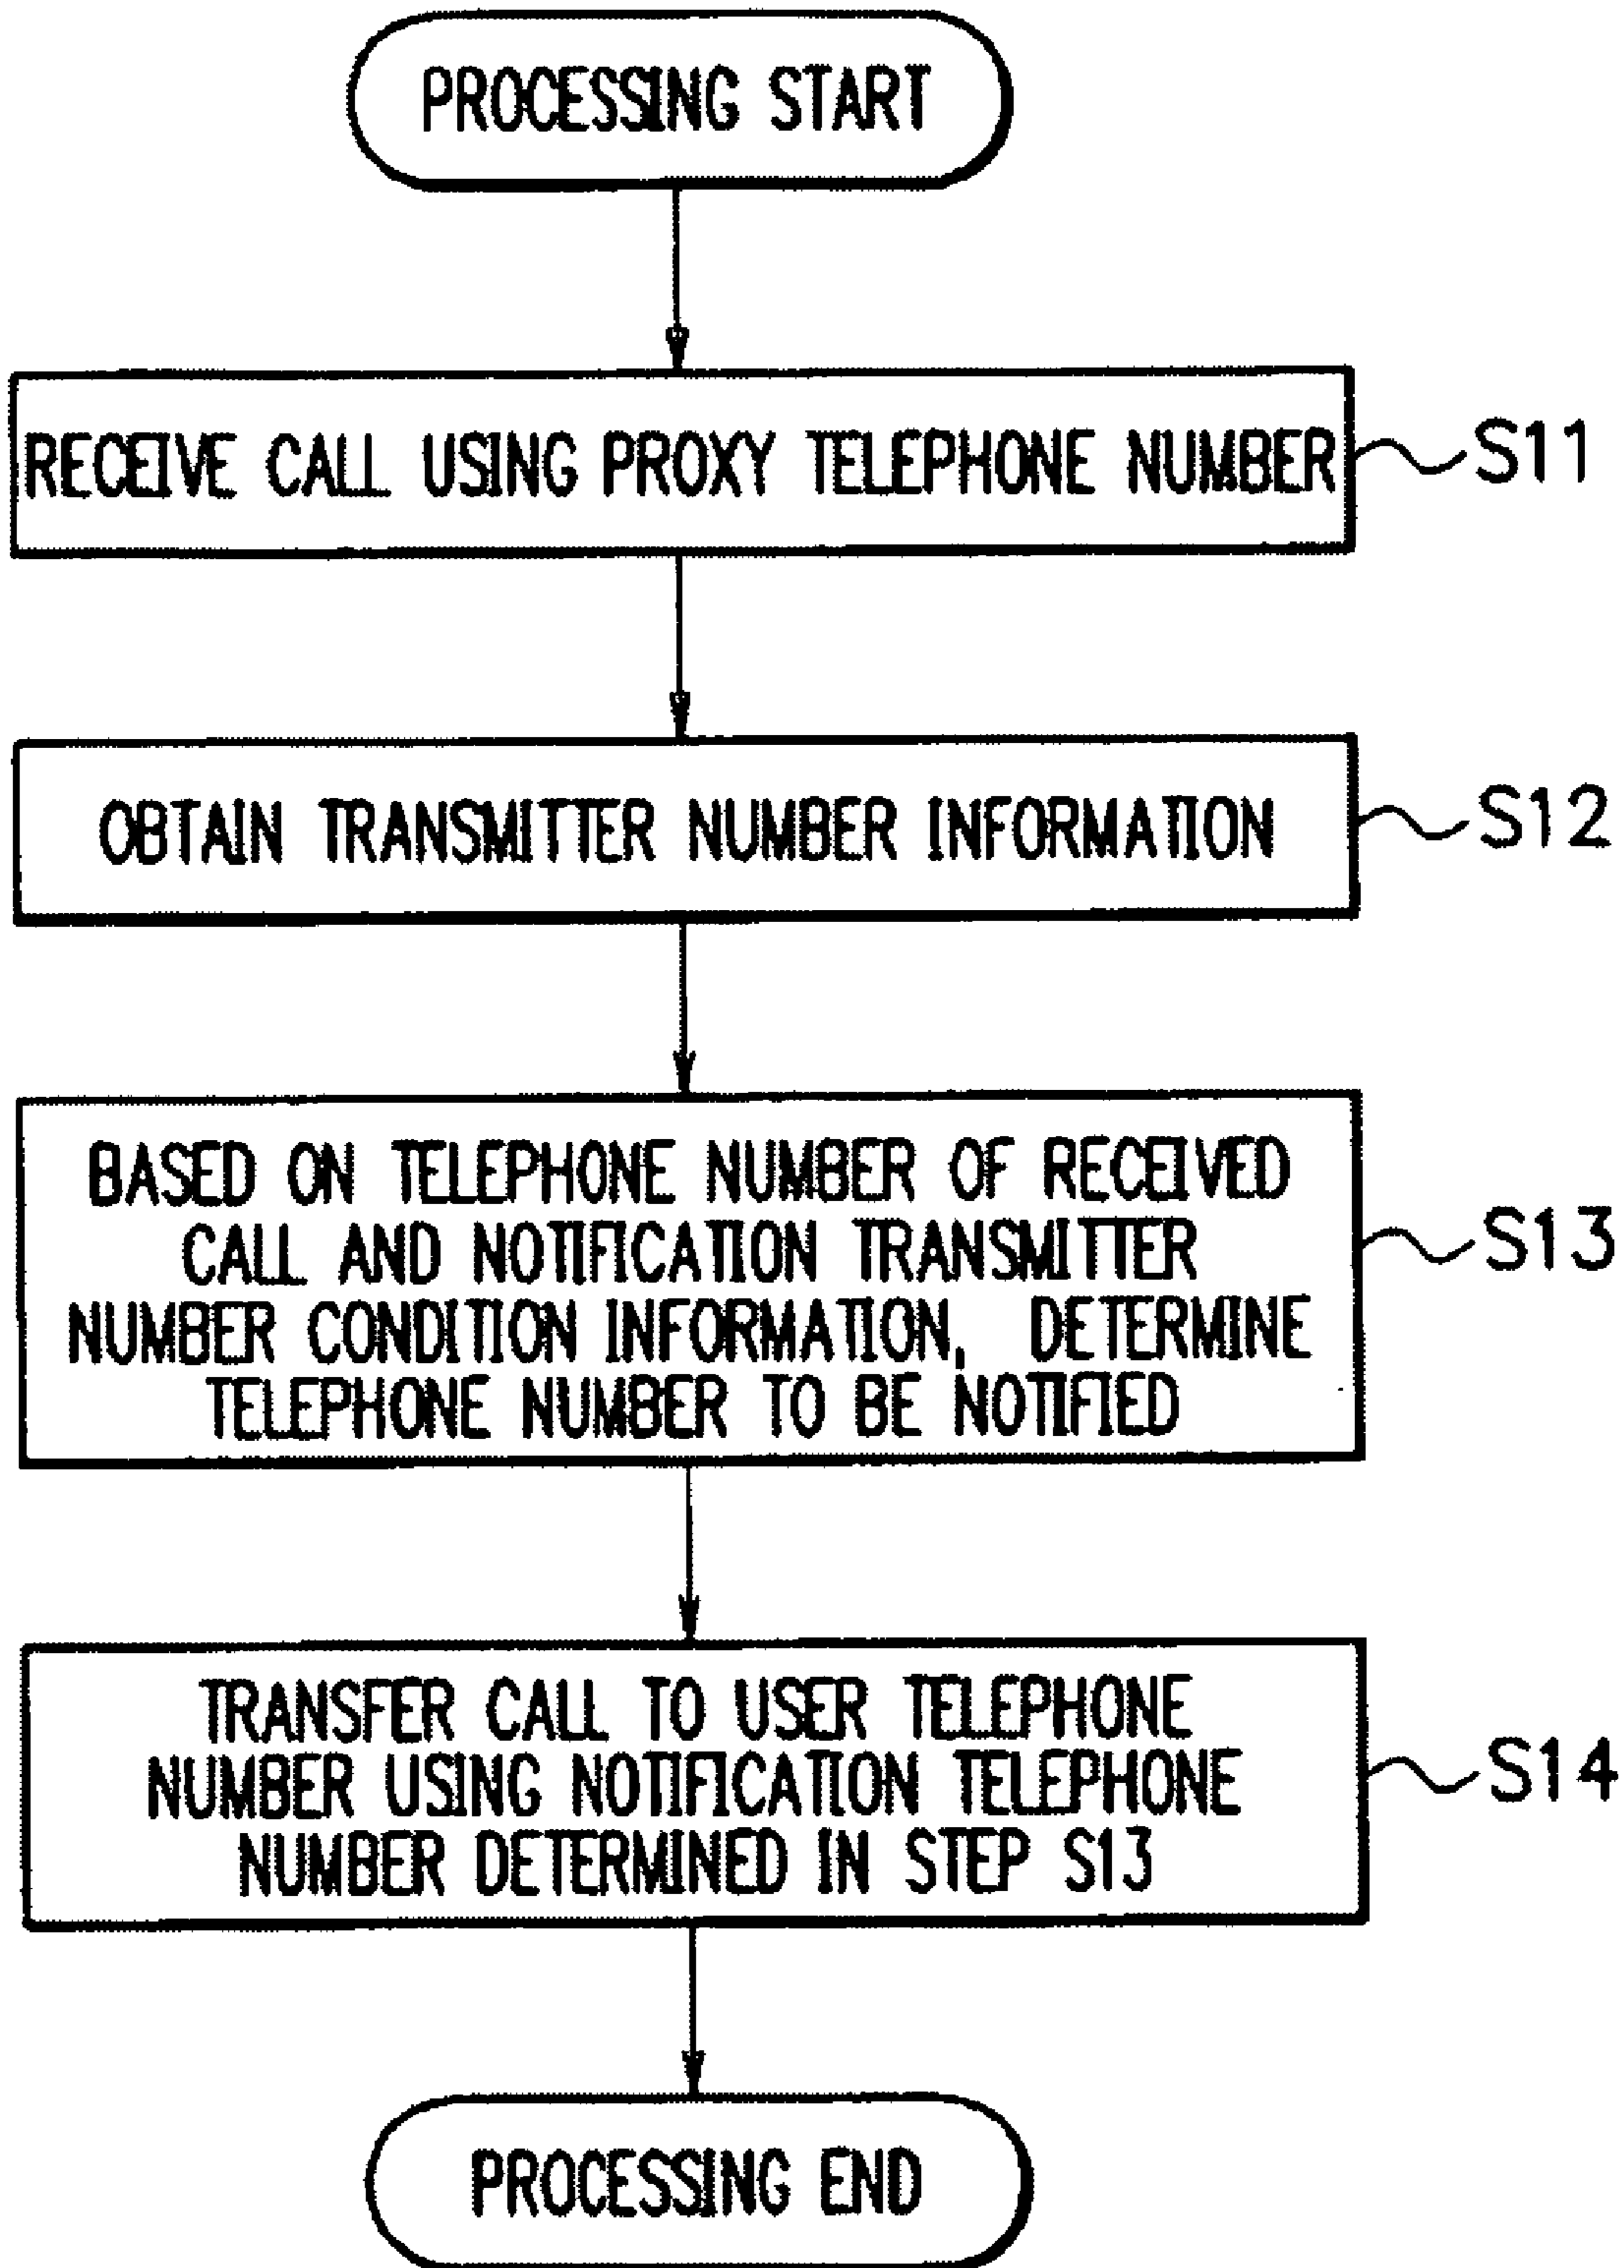 PROCESSING START
RECEIVE CALL USING PROXY TELEPHONE NUMBER
S11
OBTAIN TRANSMITTER NUMBER INFORMATION
S12
BASED ON TELEPHONE NUMBER OF RECEIVED
CALL AND NOTIFICATION TRANSMITTER
NUMBER CONDITION INFORMATION, DETERMINE
TELEPHONE NUMBER TO BE NOTIFIED
S13
TRANSFER CALL TO USER TELEPHONE
NUMBER USING NOTIFICATION TELEPHONE
NUMBER DETERMINED IN STEP S13
S14
PROCESSING END